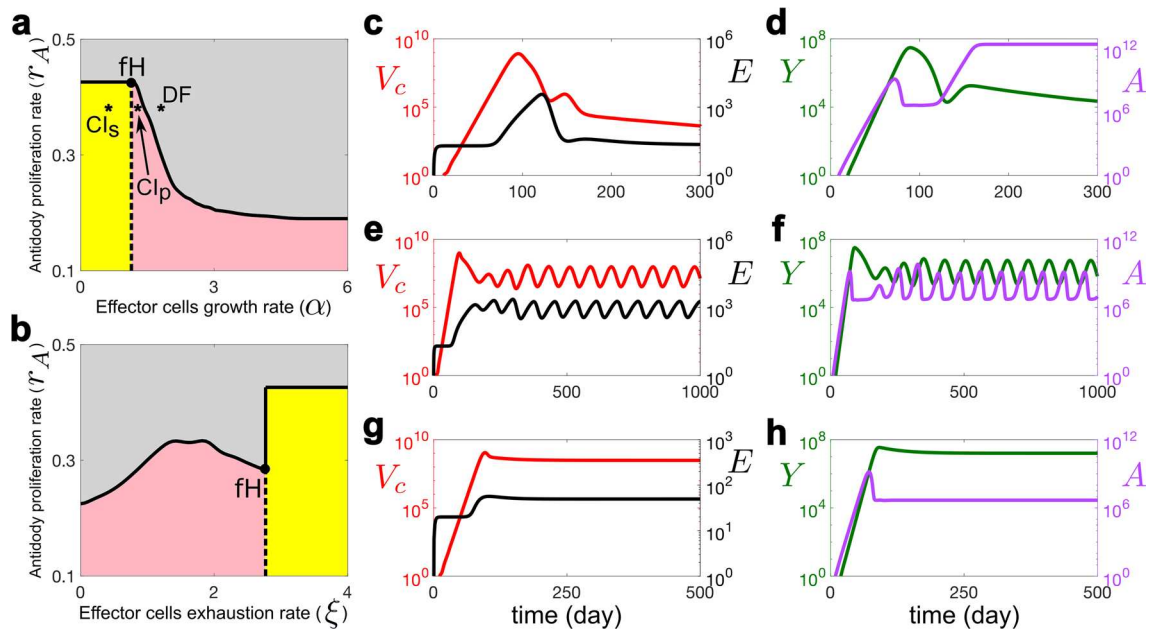 a
0.5
0.3
0.1
Antidody proliferation rate (r_A)
fH
DF
*
*
*
CI_s
CI_p
0
3
6
Effector cells growth rate (α)
b
0.5
0.3
0.1
Antidody proliferation rate (r_A)
fH
0
2
4
Effector cells exhaustion rate (ξ)
c
10^10
10^5
10^0
V_c
10^6
10^3
10^0
E
0
100
200
300
d
10^8
10^4
10^0
Y
10^12
10^6
10^0
A
0
100
200
300
e
10^10
10^5
10^0
V_c
10^6
10^3
10^0
E
0
500
1000
f
10^8
10^4
10^0
Y
10^12
10^6
10^0
A
0
500
1000
g
10^10
10^5
10^0
V_c
10^3
10^2
10^1
10^0
E
0
250
500
time (day)
h
10^8
10^4
10^0
Y
10^12
10^6
10^0
A
0
250
500
time (day)